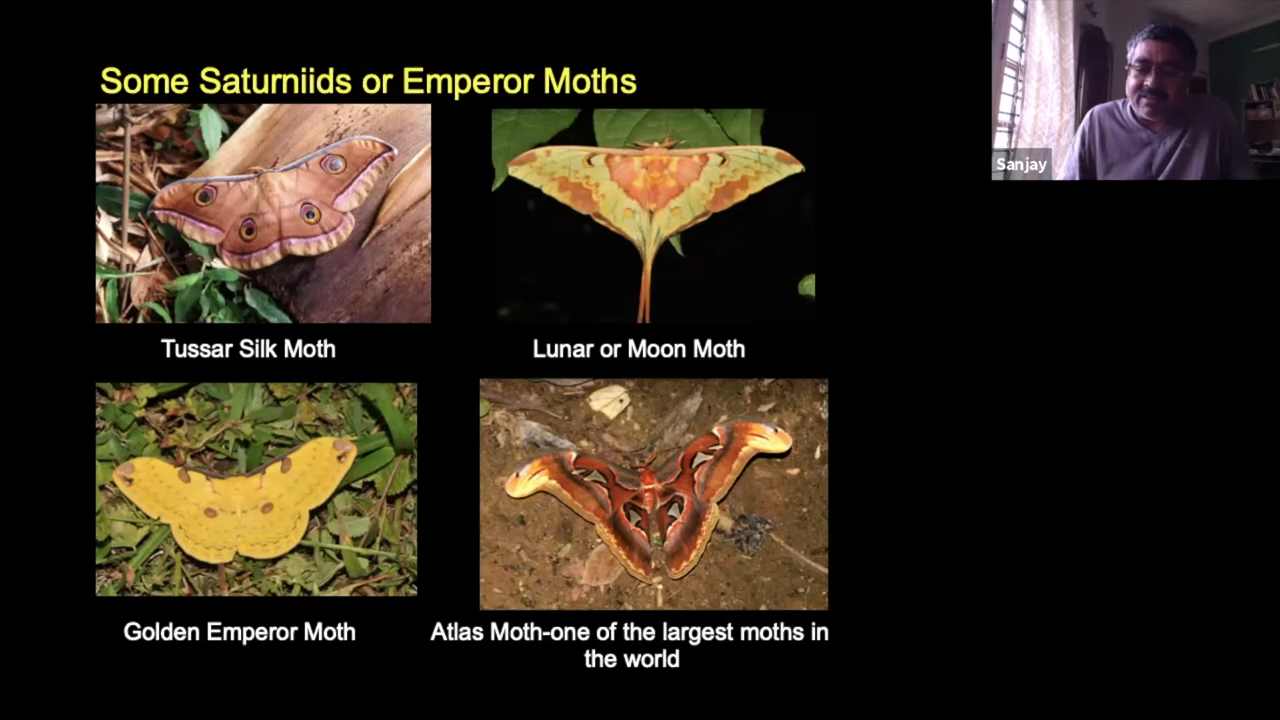 Some Saturniids or Emperor Moths
Sanjay
Tussar Silk Moth
Lunar or Moon Moth
Golden Emperor Moth
Atlas Moth-one of the largest moths in
the world